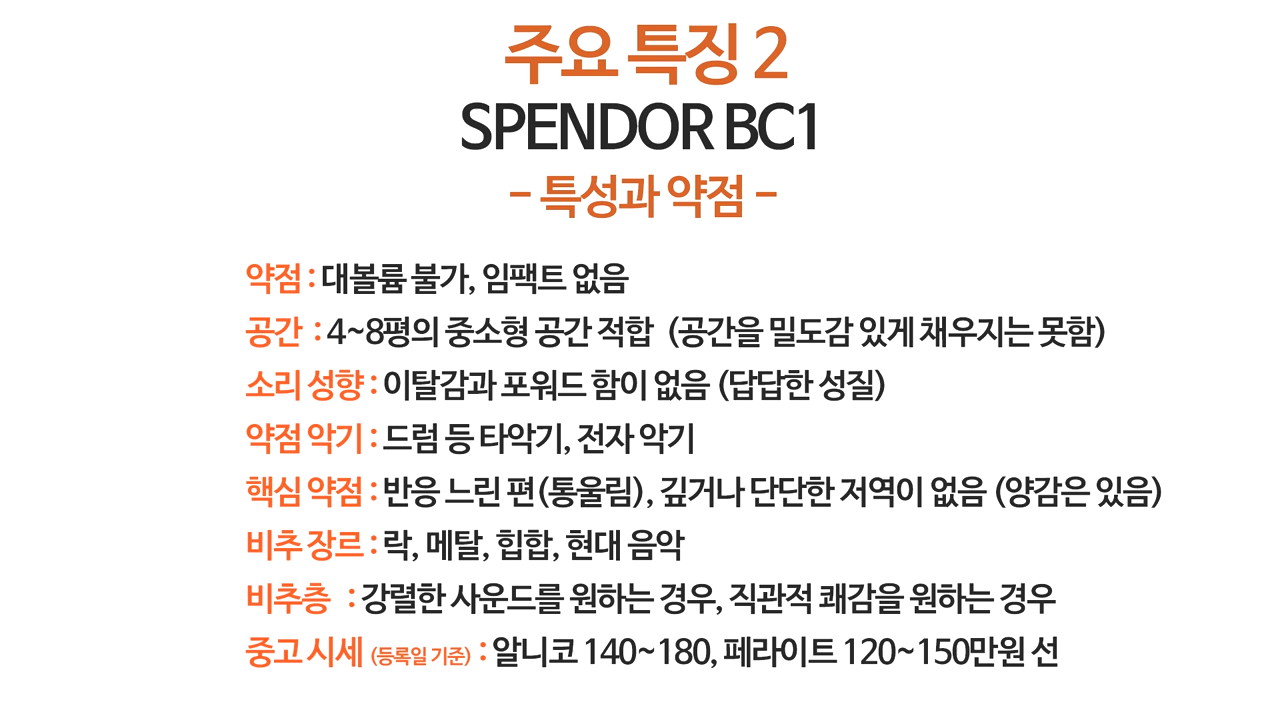 주요 특징 2
SPENDOR BC1
- 특성과 약점 -
약점 : 대볼륨 불가, 임팩트 없음
공간 : 4~8평의 중소형 공간 적합 (공간을 밀도감 있게 채우지는 못함)
소리 성향 : 이탈감과 포워드 함이 없음 (답답한 성질)
약점 악기 : 드럼 등 타악기, 전자 악기
핵심 약점 : 반응 느린 편(통울림), 깊거나 단단한 저역이 없음 (양감은 있음)
비추 장르 : 락, 메탈, 힙합, 현대 음악
비추층 : 강렬한 사운드를 원하는 경우, 직관적 쾌감을 원하는 경우
중고 시세 (등록일 기준) : 알니코 140~180, 페라이트 120~150만원 선